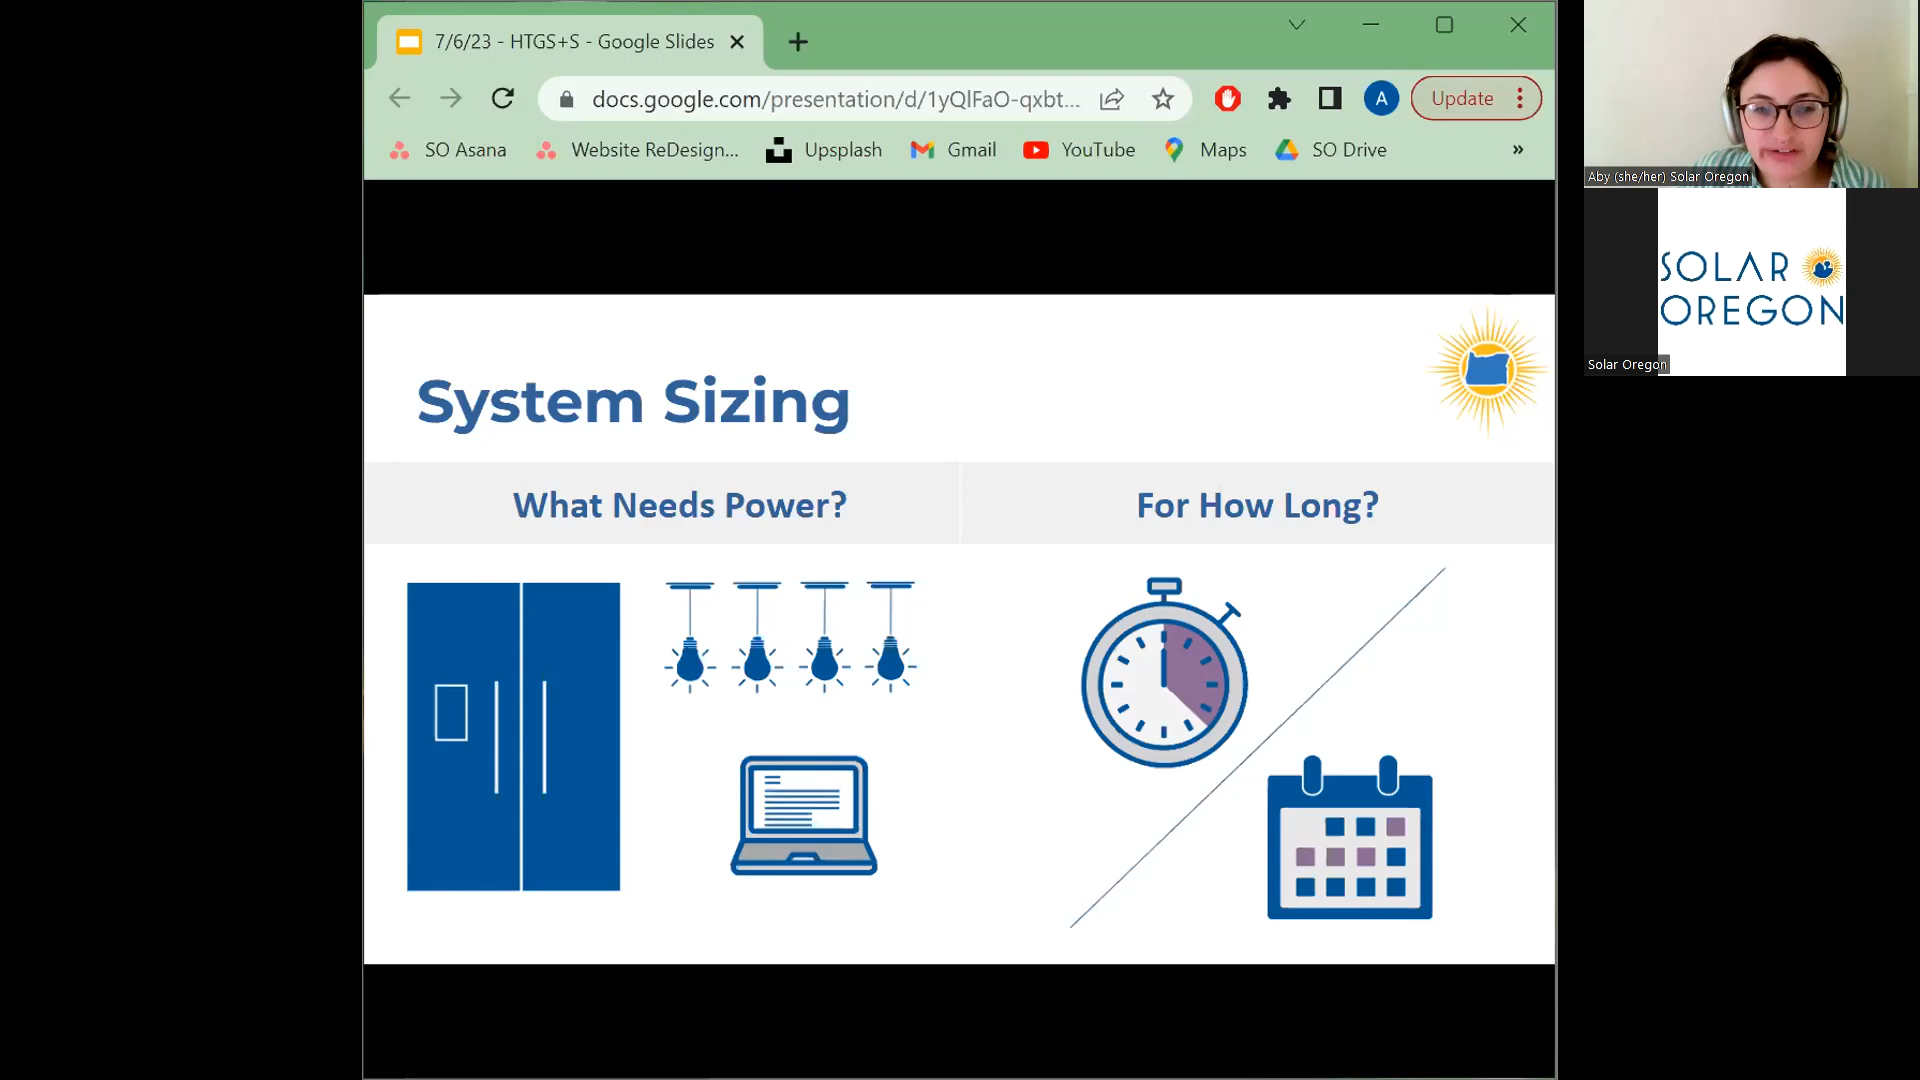 7/6/23 - HTGS+S - Google Slides
docs.google.com/presentation/d/1yQlFaO-qxbt...
A
Update
SO Asana
Website ReDesign...
Upsplash
Gmail
YouTube
Maps
SO Drive
»
System Sizing
What Needs Power?
For How Long?
Aby (she/her) Solar Oregon
SOLAR
OREGON
Solar Oregon